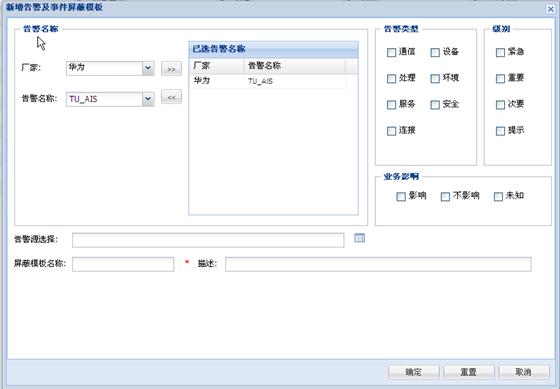 新增告警及事件屏蔽模板
告警名称
厂家: 华为 >>
告警名称: TU_AIS <<
已选告警名称
厂家 告警名称
华为 TU_AIS
告警类型
通信 设备
处理 环境
服务 安全
连接
级别
紧急
重要
次要
提示
业务影响
影响 不影响 未知
告警源选择:
屏蔽模板名称: * 描述:
确定 重置 取消